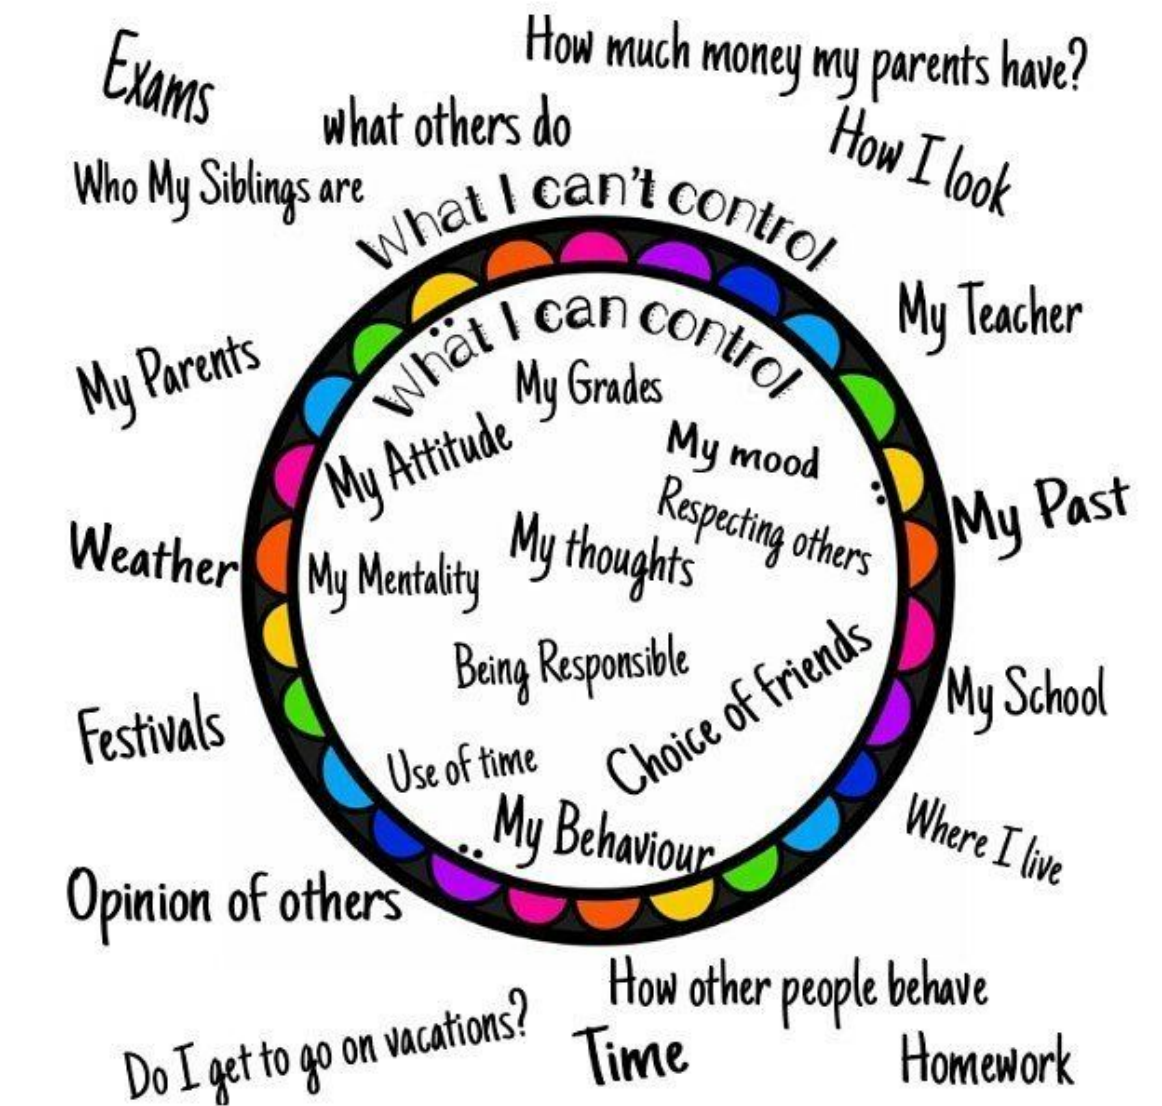 Exams
How much money my parents have?
what others do
How I look
Who My Siblings are
What I can't control
My Teacher
What I can control
My Parents
My Grades
My Attitude
My mood
My Past
Respecting others
Weather
My Mentality
My thoughts
Being Responsible
Choice of friends
My School
Festivals
Use of time
My Behaviour
Where I live
Opinion of others
How other people behave
Do I get to go on vacations?
Time
Homework